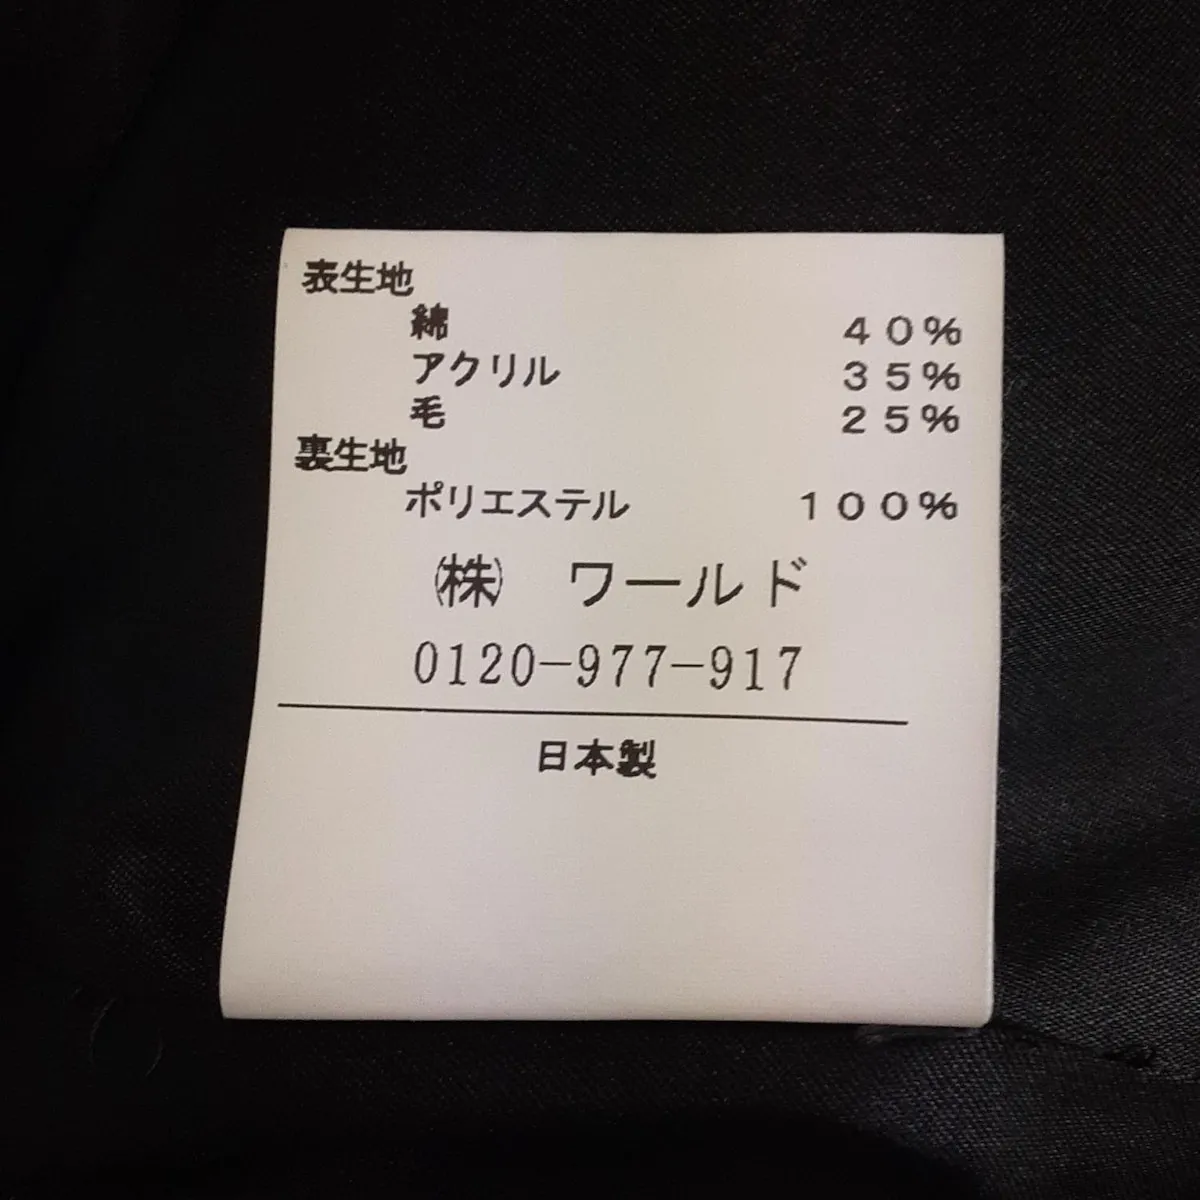 表生地
綿 40%
アクリル 35%
毛 25%
裏生地
ポリエステル 100%
㈱ ワールド
0120-977-917
日本製